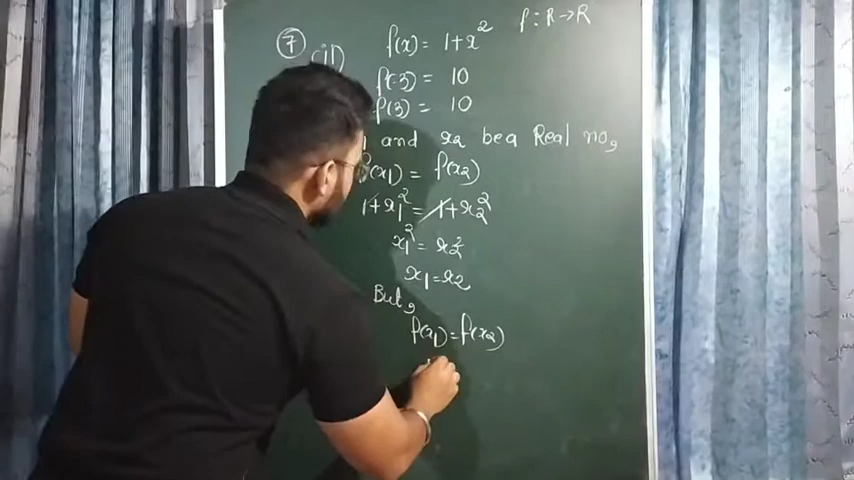 f: R→R
⑦ ii) f(x) = 1+x²
f(-3) = 10
f(3) = 10
and x₂ be a Real no,
f(x₁) = f(x₂)
1+x₁² = 1+x₂²
x₁² = x₂²
x₁ = x₂
But,
f(x₁) = f(x₂)